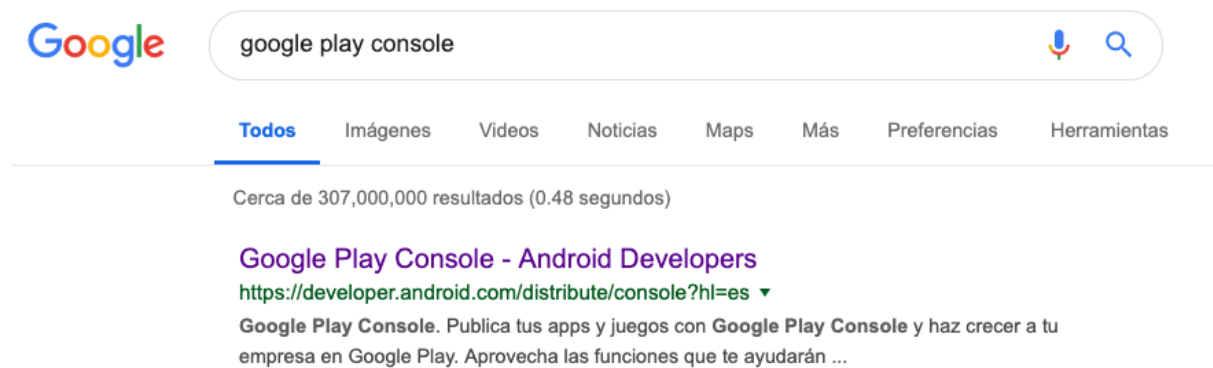 Google
google play console
Todos Imágenes Videos Noticias Maps Más Preferencias Herramientas
Cerca de 307,000,000 resultados (0.48 segundos)
Google Play Console - Android Developers
https://developer.android.com/distribute/console?hl=es
Google Play Console. Publica tus apps y juegos con Google Play Console y haz crecer a tu
empresa en Google Play. Aprovecha las funciones que te ayudarán ...